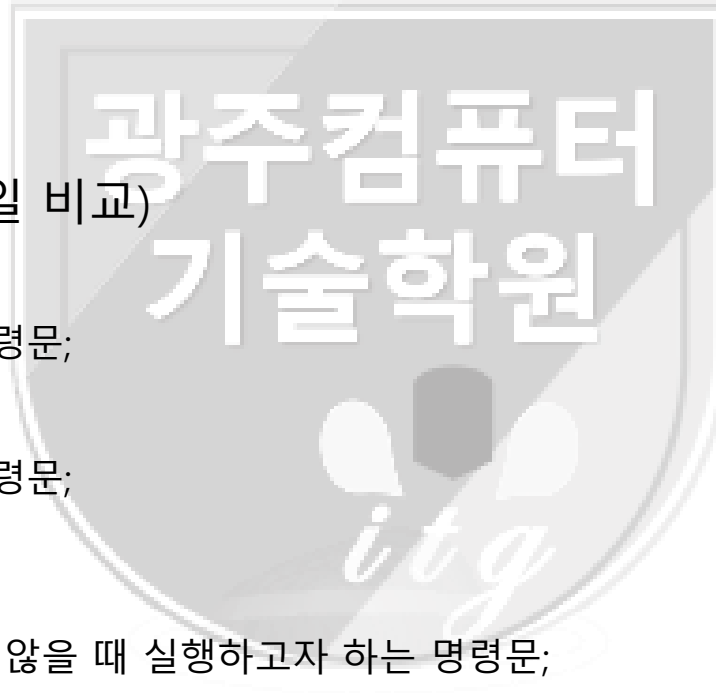 광주컴퓨터
일 비교)
기술학원
령문;
령문;
itg
않을 때 실행하고자 하는 명령문;